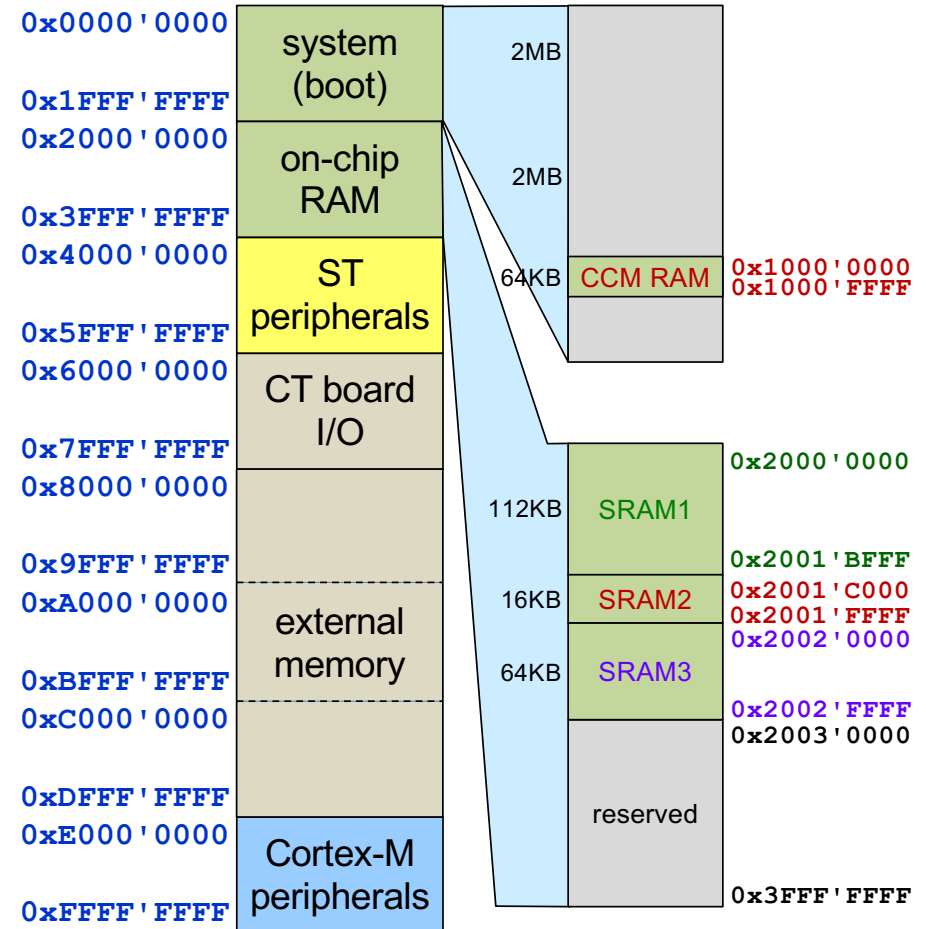 0x0000'0000
system
(boot)
0x1FFF'FFFF
0x2000'0000
on-chip
RAM
0x3FFF'FFFF
0x4000'0000
ST
peripherals
0x5FFF'FFFF
0x6000'0000
CT board
I/O
0x7FFF'FFFF
0x8000'0000
0x9FFF'FFFF
0xA000'0000
external
memory
0xBFFF'FFFF
0xC000'0000
0xDFFF'FFFF
0xE000'0000
Cortex-M
peripherals
0xFFFF'FFFF
2MB
2MB
64KB CCM RAM 0x1000'0000
0x1000'FFFF
0x2000'0000
112KB SRAM1
0x2001'BFFF
16KB SRAM2 0x2001'C000
0x2001'FFFF
0x2002'0000
64KB SRAM3
0x2002'FFFF
0x2003'0000
reserved
0x3FFF'FFFF